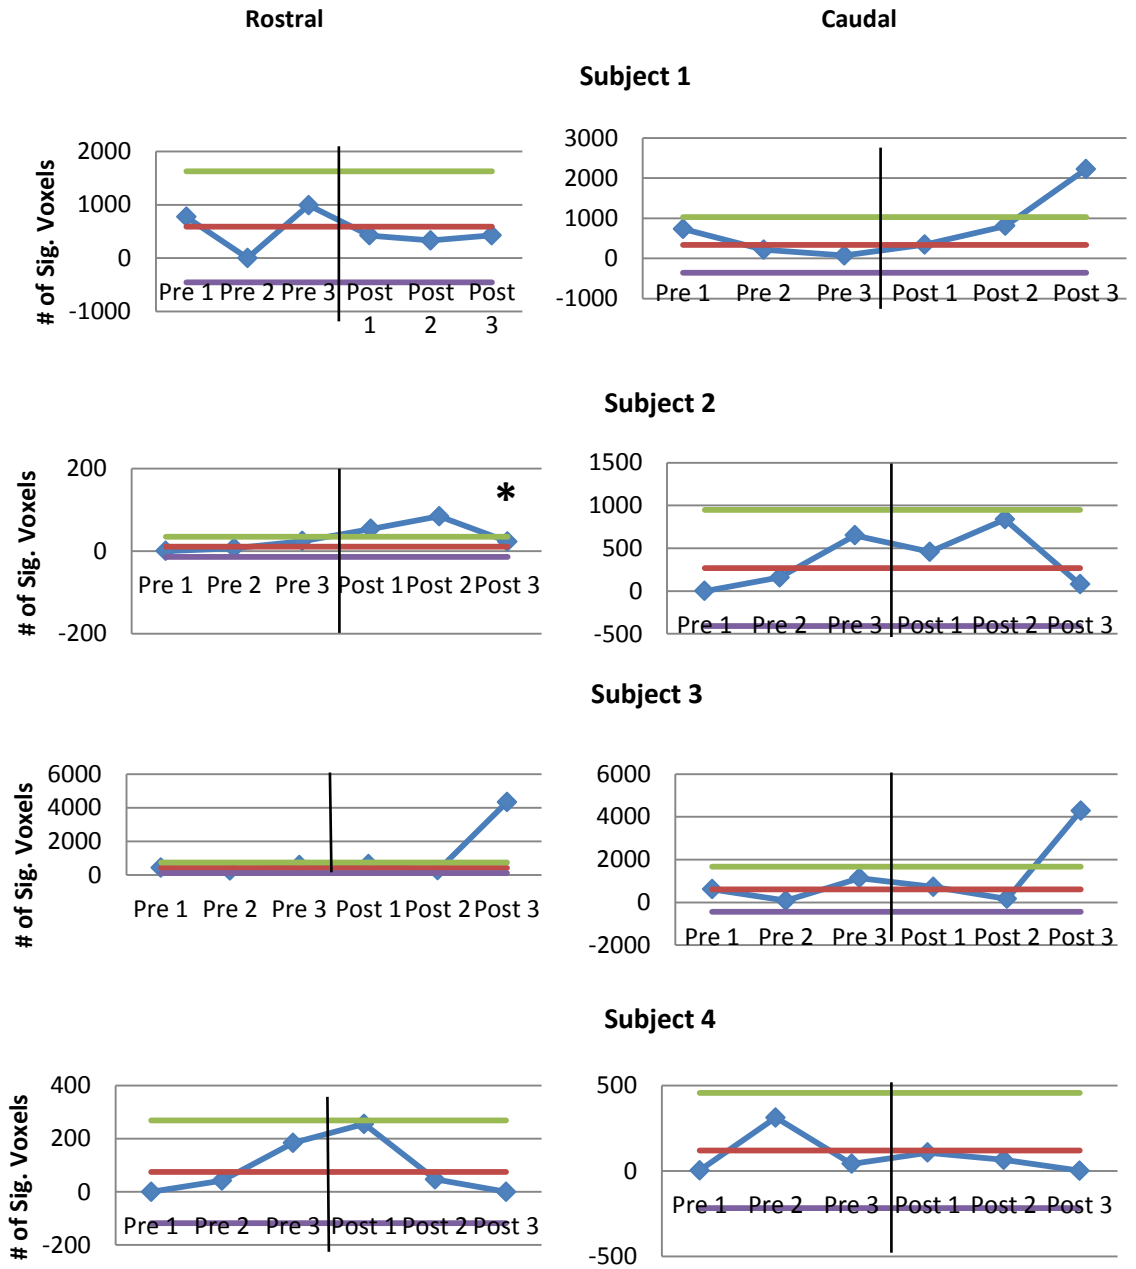 Rostral Caudal
Subject 1
# of Sig. Voxels
2000
1000
0
-1000
Pre 1 Pre 2 Pre 3 Post 1 Post 2 Post 3
3000
2000
1000
0
-1000
Pre 1 Pre 2 Pre 3 Post 1 Post 2 Post 3
Subject 2
# of Sig. Voxels
200
0
-200
Pre 1 Pre 2 Pre 3 Post 1 Post 2 Post 3
*
1500
1000
500
0
-500
Pre 1 Pre 2 Pre 3 Post 1 Post 2 Post 3
Subject 3
# of Sig. Voxels
6000
4000
2000
0
Pre 1 Pre 2 Pre 3 Post 1 Post 2 Post 3
6000
4000
2000
0
-2000
Pre 1 Pre 2 Pre 3 Post 1 Post 2 Post 3
Subject 4
# of Sig. Voxels
400
200
0
-200
Pre 1 Pre 2 Pre 3 Post 1 Post 2 Post 3
500
0
-500
Pre 1 Pre 2 Pre 3 Post 1 Post 2 Post 3